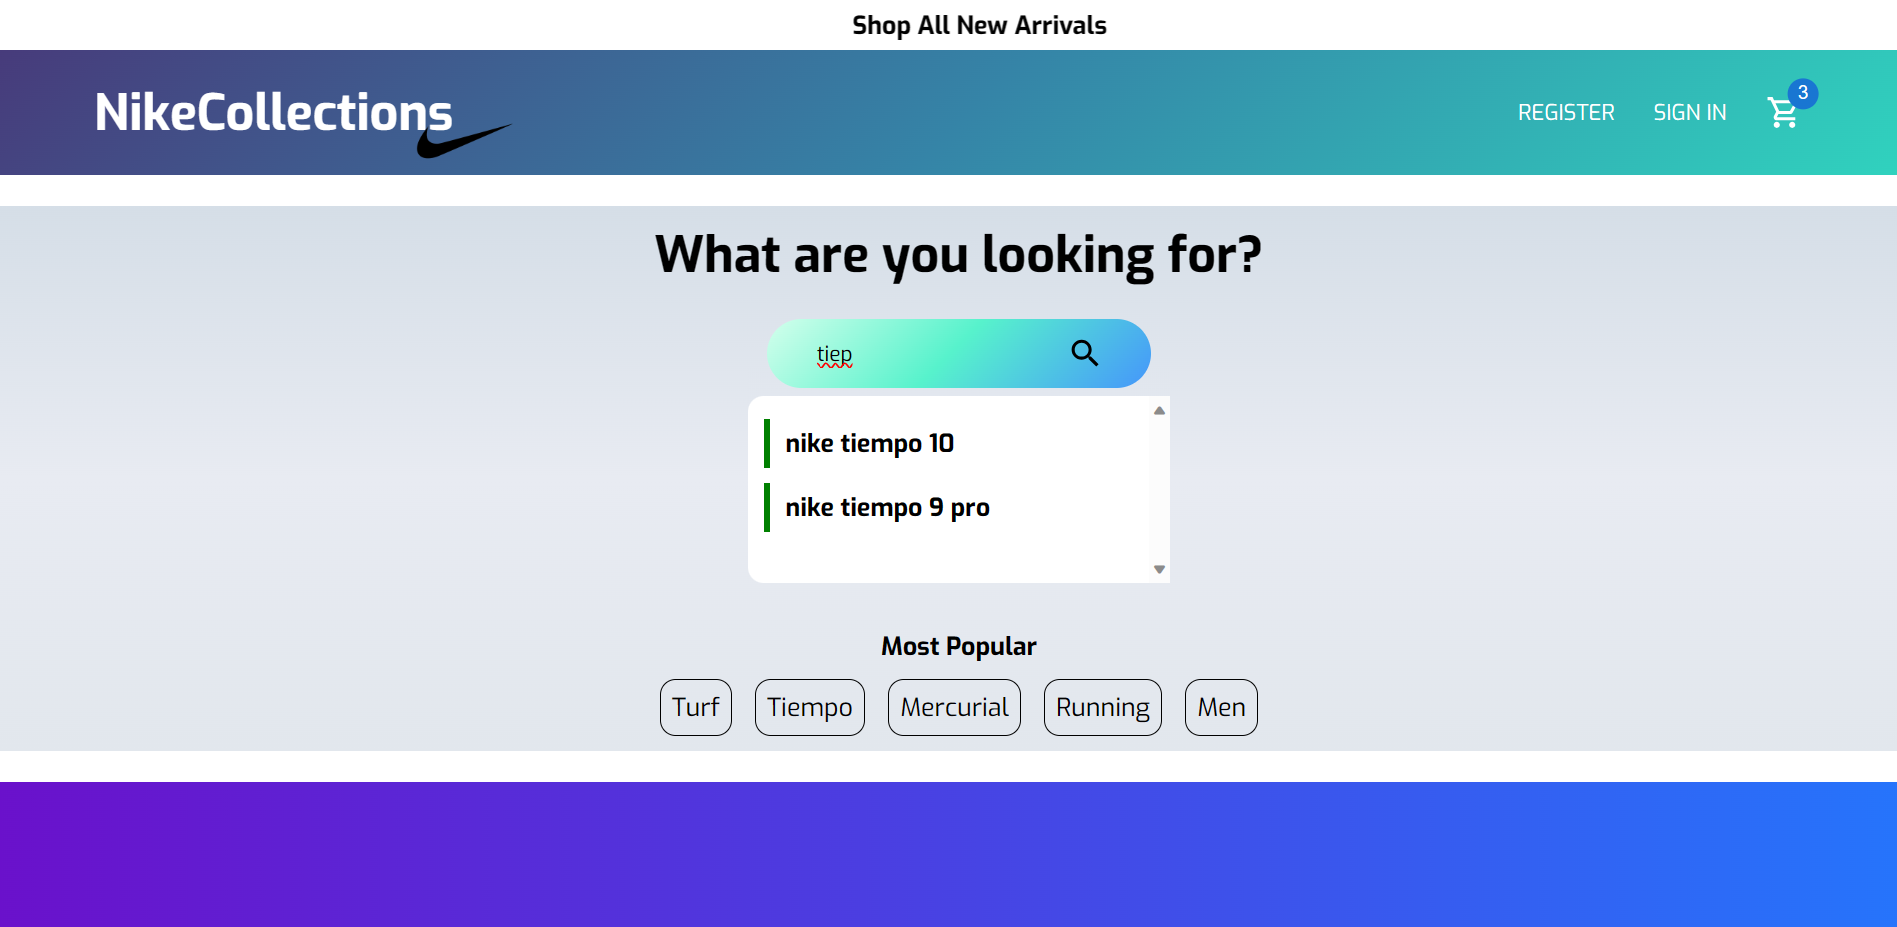 Shop All New Arrivals
NikeCollections
REGISTER SIGN IN 3
What are you looking for?
tiep
nike tiempo 10
nike tiempo 9 pro
Most Popular
Turf Tiempo Mercurial Running Men